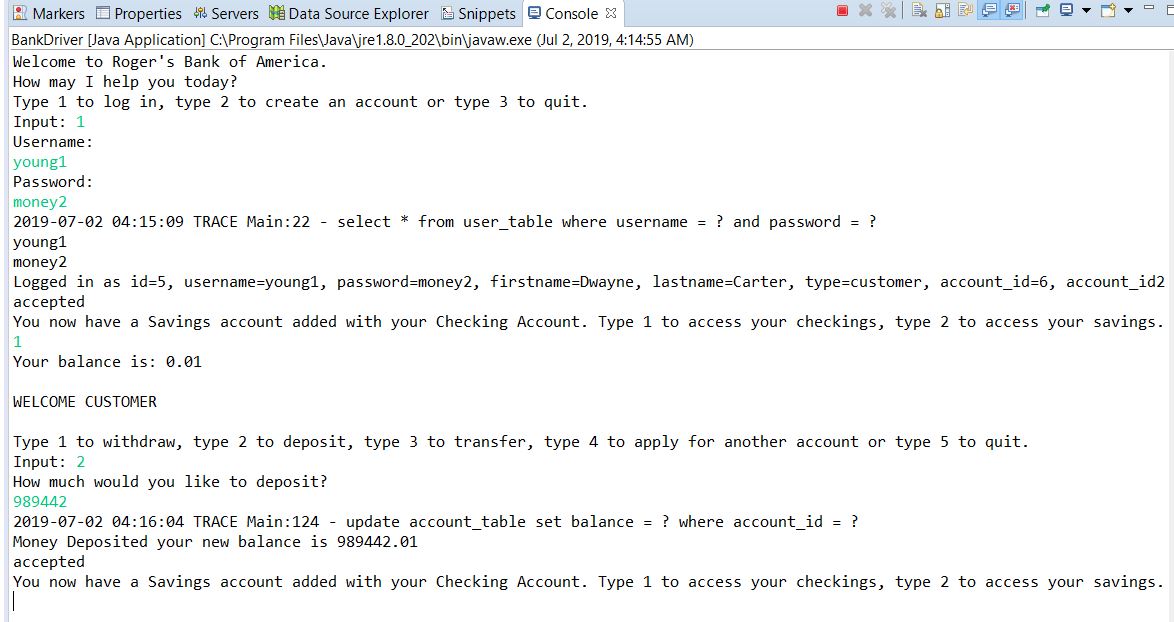 Markers Properties Servers Data Source Explorer Snippets Console
BankDriver [Java Application] C:\Program Files\Java\jre1.8.0_202\bin\javaw.exe (Jul 2, 2019, 4:14:55 AM)
Welcome to Roger's Bank of America.
How may I help you today?
Type 1 to log in, type 2 to create an account or type 3 to quit.
Input: 1
Username:
young1
Password:
money2
2019-07-02 04:15:09 TRACE Main:22 - select * from user_table where username = ? and password = ?
young1
money2
Logged in as id=5, username=young1, password=money2, firstname=Dwayne, lastname=Carter, type=customer, account_id=6, account_id2
accepted
You now have a Savings account added with your Checking Account. Type 1 to access your checkings, type 2 to access your savings.
1
Your balance is: 0.01
WELCOME CUSTOMER
Type 1 to withdraw, type 2 to deposit, type 3 to transfer, type 4 to apply for another account or type 5 to quit.
Input: 2
How much would you like to deposit?
989442
2019-07-02 04:16:04 TRACE Main:124 - update account_table set balance = ? where account_id = ?
Money Deposited your new balance is 989442.01
accepted
You now have a Savings account added with your Checking Account. Type 1 to access your checkings, type 2 to access your savings.